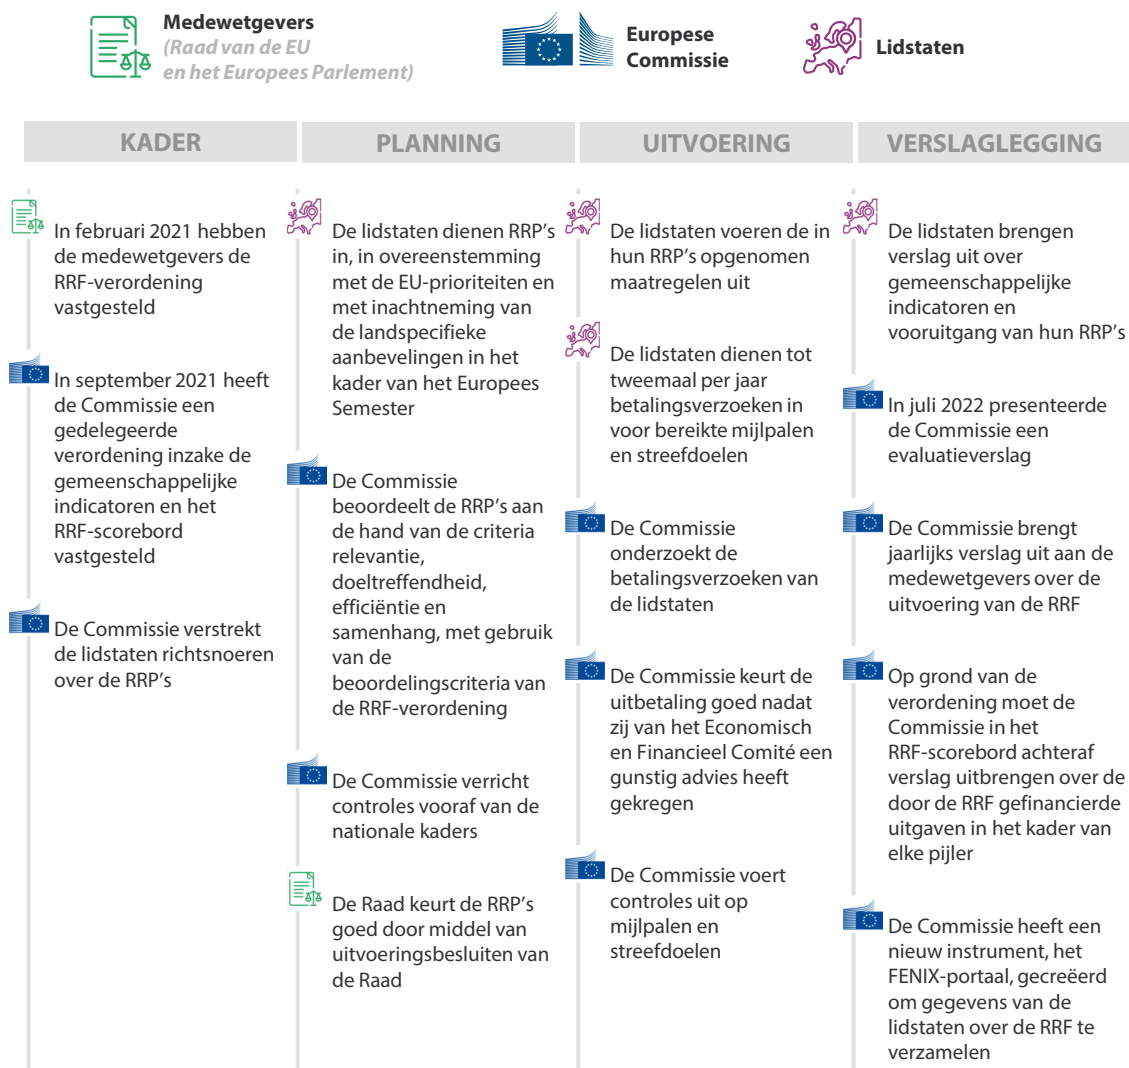 Medewetgevers
(Raad van de EU
en het Europees Parlement)
Europese
Commissie
Lidstaten
KADER
PLANNING
UITVOERING
VERSLAGLEGGING
In februari 2021 hebben
de medewetgevers de
RRF-verordening
vastgesteld
In september 2021 heeft
de Commissie een
gedelegeerde
verordening inzake de
gemeenschappelijke
indicatoren en het
RRF-scorebord
vastgesteld
De Commissie verstrekt
de lidstaten richtsnoeren
over de RRP's
De lidstaten dienen RRP's
in, in overeenstemming
met de EU-prioriteiten en
met inachtneming van
de landspecifieke
aanbevelingen in het
kader van het Europees
Semester
De Commissie
beoordeelt de RRP's aan
de hand van de criteria
relevantie,
doeltreffendheid,
efficiëntie en
samenhang, met gebruik
van de
beoordelingscriteria van
de RRF-verordening
De Commissie verricht
controles vooraf van de
nationale kaders
De Raad keurt de RRP's
goed door middel van
uitvoeringsbesluiten van
de Raad
De lidstaten voeren de in
hun RRP's opgenomen
maatregelen uit
De lidstaten dienen tot
tweemaal per jaar
betalingsverzoeken in
voor bereikte mijlpalen
en streefdoelen
De Commissie
onderzoekt de
betalingsverzoeken van
de lidstaten
De Commissie keurt de
uitbetaling goed nadat
zij van het Economisch
en Financieel Comité een
gunstig advies heeft
gekregen
De Commissie voert
controles uit op
mijlpalen en
streefdoelen
De lidstaten brengen
verslag uit over
gemeenschappelijke
indicatoren en
vooruitgang van hun RRP's
In juli 2022 presenteerde
de Commissie een
evaluatieverslag
De Commissie brengt
jaarlijks verslag uit aan de
medewetgevers over de
uitvoering van de RRF
Op grond van de
verordening moet de
Commissie in het
RRF-scorebord achteraf
verslag uitbrengen over de
door de RRF gefinancierde
uitgaven in het kader van
elke pijler
De Commissie heeft een
nieuw instrument, het
FENIX-portaal, gecreëerd
om gegevens van de
lidstaten over de RRF te
verzamelen